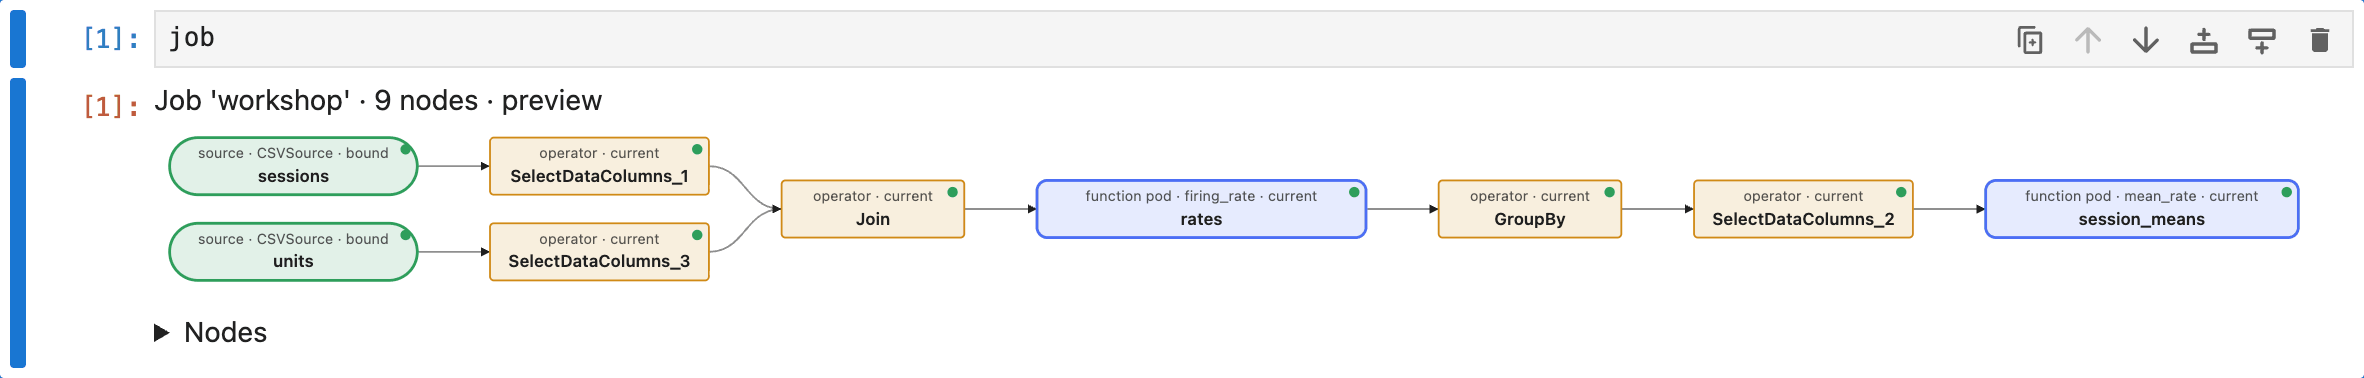 [1]: job
[1]: Job 'workshop' · 9 nodes · preview
source · CSVSource · bound
sessions
operator · current
SelectDataColumns_1
source · CSVSource · bound
units
operator · current
SelectDataColumns_3
operator · current
Join
function pod · firing_rate · current
rates
operator · current
GroupBy
operator · current
SelectDataColumns_2
function pod · mean_rate · current
session_means
Nodes